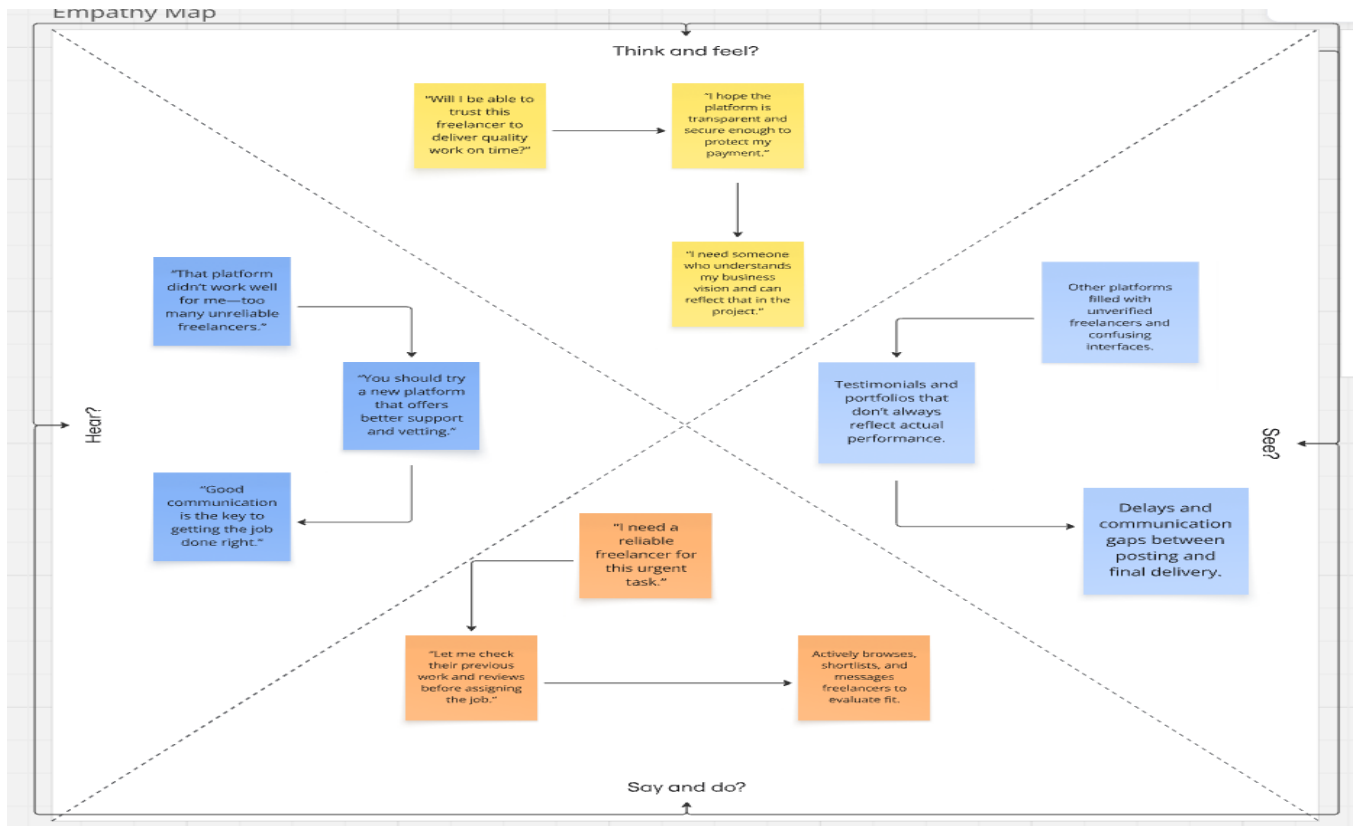 Empathy Map
Think and feel?
“Will I be able to
trust this
freelancer to
deliver quality
work on time?”
“I hope the
platform is
transparent and
secure enough to
protect my
payment.”
“I need someone
who understands
my business
vision and can
reflect that in the
project.”
Hear?
“That platform
didn’t work well
for me—too
many unreliable
freelancers.”
“You should try
a new platform
that offers
better support
and vetting.”
“Good
communication
is the key to
getting the job
done right.”
See?
Other platforms
filled with
unverified
freelancers and
confusing
interfaces.
Testimonials and
portfolios that
don’t always
reflect actual
performance.
Delays and
communication
gaps between
posting and
final delivery.
“I need a
reliable
freelancer for
this urgent
task.”
“Let me check
their previous
work and reviews
before assigning
the job.”
Actively browses,
shortlists, and
messages
freelancers to
evaluate fit.
Say and do?